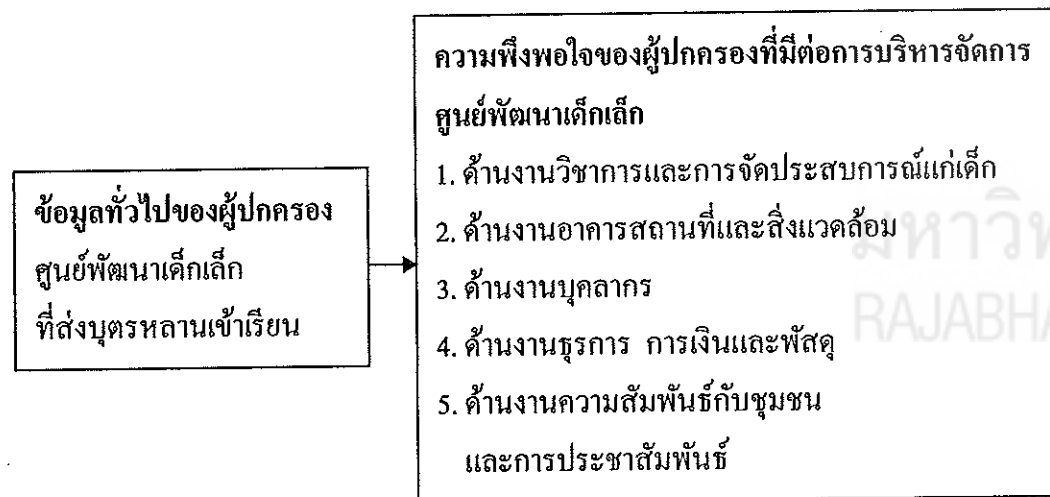 ข้อมูลทั่วไปของผู้ปกครอง
ศูนย์พัฒนาเด็กเล็ก
ที่ส่งบุตรหลานเข้าเรียน
ความพึงพอใจของผู้ปกครองที่มีต่อการบริหารจัดการ
ศูนย์พัฒนาเด็กเล็ก
1. ด้านงานวิชาการและการจัดประสบการณ์แก่เด็ก
2. ด้านงานอาคารสถานที่และสิ่งแวดล้อม
3. ด้านงานบุคลากร
4. ด้านงานธุรการ การเงินและพัสดุ
5. ด้านงานความสัมพันธ์กับชุมชน
และการประชาสัมพันธ์
มหาวิท
RAJABHA